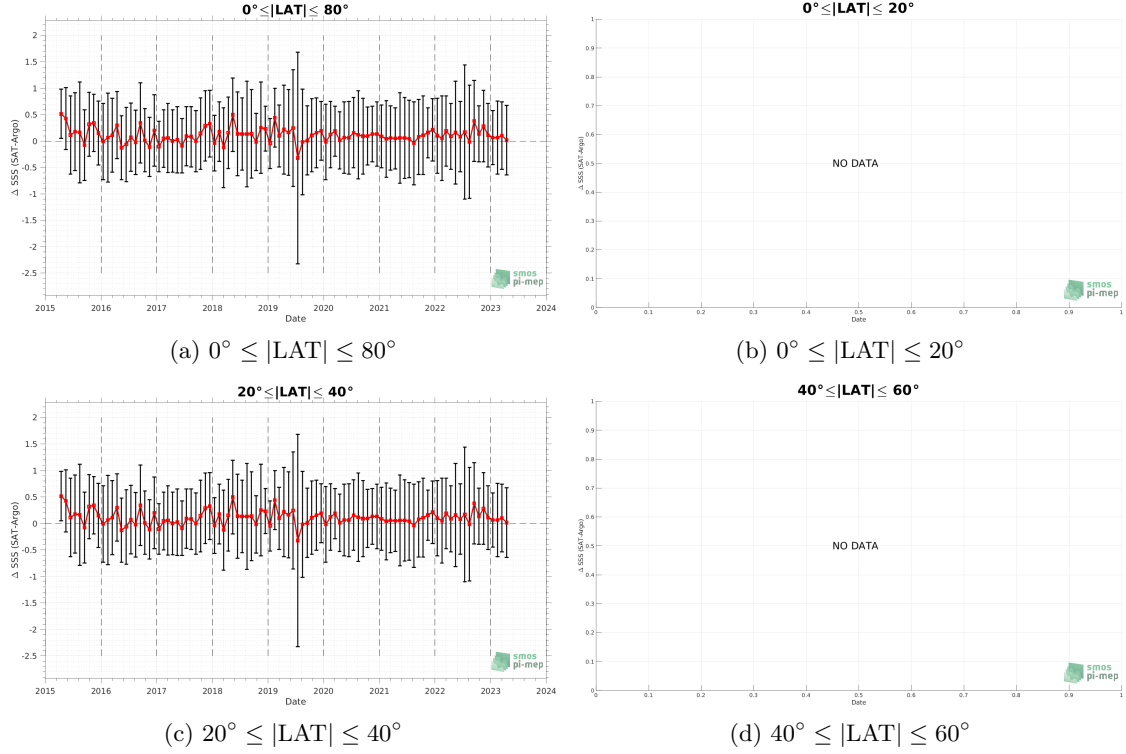 0°≤|LAT|≤ 80°
Δ SSS (SAT-Argo)
2
1.5
1
0.5
0
-0.5
-1
-1.5
-2
-2.5
2015 2016 2017 2018 2019 2020 2021 2022 2023 2024
Date
smos
pi-mep
(a) 0° ≤ |LAT| ≤ 80°
0°≤|LAT|≤ 20°
Δ SSS (SAT-Argo)
1
0.9
0.8
0.7
0.6
0.5
0.4
0.3
0.2
0.1
0
NO DATA
0 0.1 0.2 0.3 0.4 0.5 0.6 0.7 0.8 0.9 1
Date
smos
pi-mep
(b) 0° ≤ |LAT| ≤ 20°
20°≤|LAT|≤ 40°
Δ SSS (SAT-Argo)
2
1.5
1
0.5
0
-0.5
-1
-1.5
-2
-2.5
2015 2016 2017 2018 2019 2020 2021 2022 2023 2024
Date
smos
pi-mep
(c) 20° ≤ |LAT| ≤ 40°
40°≤|LAT|≤ 60°
Δ SSS (SAT-Argo)
1
0.9
0.8
0.7
0.6
0.5
0.4
0.3
0.2
0.1
0
NO DATA
0 0.1 0.2 0.3 0.4 0.5 0.6 0.7 0.8 0.9 1
Date
smos
pi-mep
(d) 40° ≤ |LAT| ≤ 60°